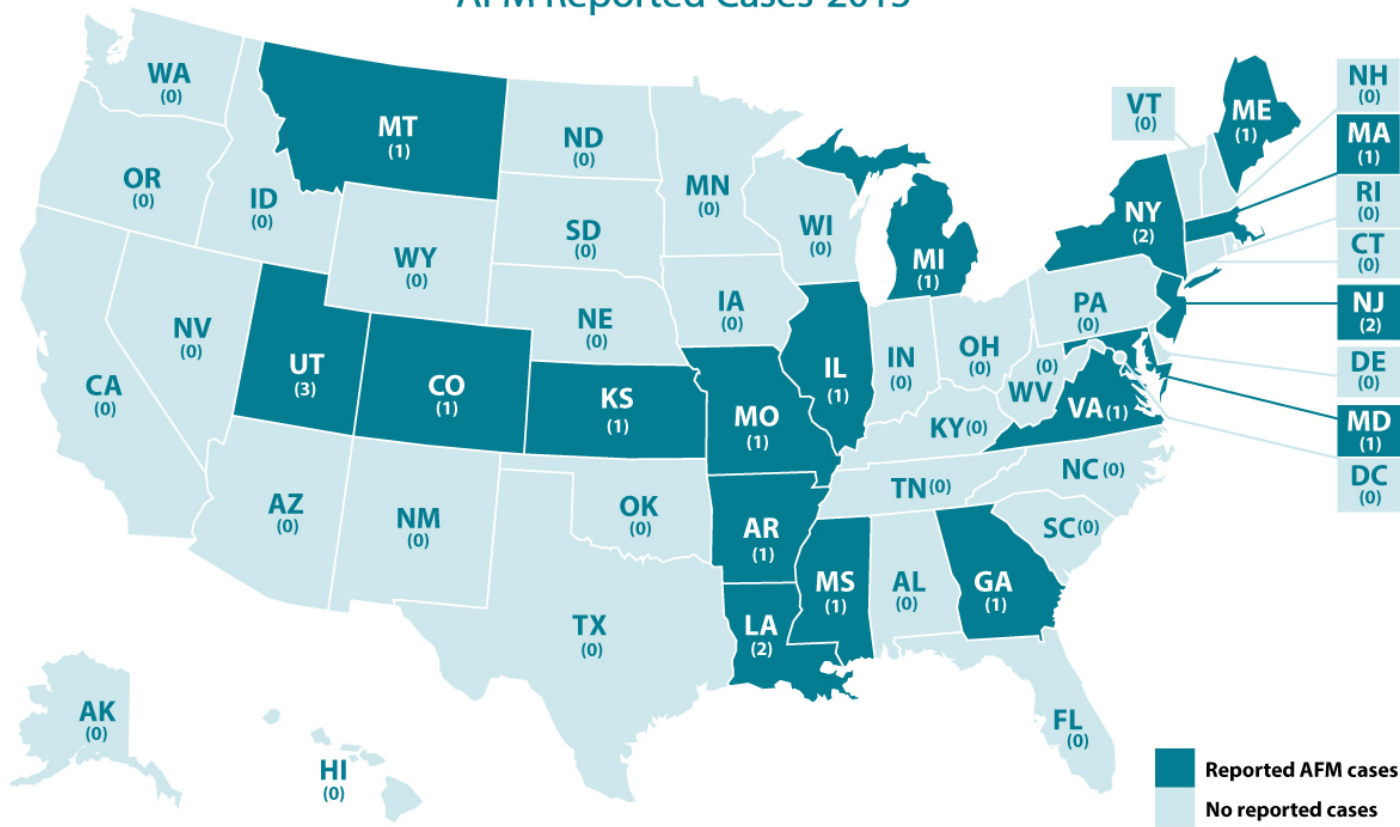 AFM Reported Cases 2015
WA
(0)
MT
(1)
ND
(0)
OR
(0)
ID
(0)
MN
(0)
VT
(0)
ME
(1)
NH
(0)
MA
(1)
RI
(0)
CT
(0)
SD
(0)
WI
(0)
NY
(2)
WY
(0)
MI
(1)
NV
(0)
NE
(0)
IA
(0)
PA
(0)
NJ
(2)
CA
(0)
UT
(3)
CO
(1)
KS
(1)
MO
(1)
IL
(1)
IN
(0)
OH
(0)
(0)
WV
VA (1)
DE
(0)
MD
(1)
DC
(0)
KY (0)
NC (0)
TN (0)
AZ
(0)
NM
(0)
OK
(0)
AR
(1)
SC (0)
MS
(1)
AL
(0)
GA
(1)
TX
(0)
LA
(2)
AK
(0)
HI
(0)
FL
(0)
Reported AFM cases
No reported cases